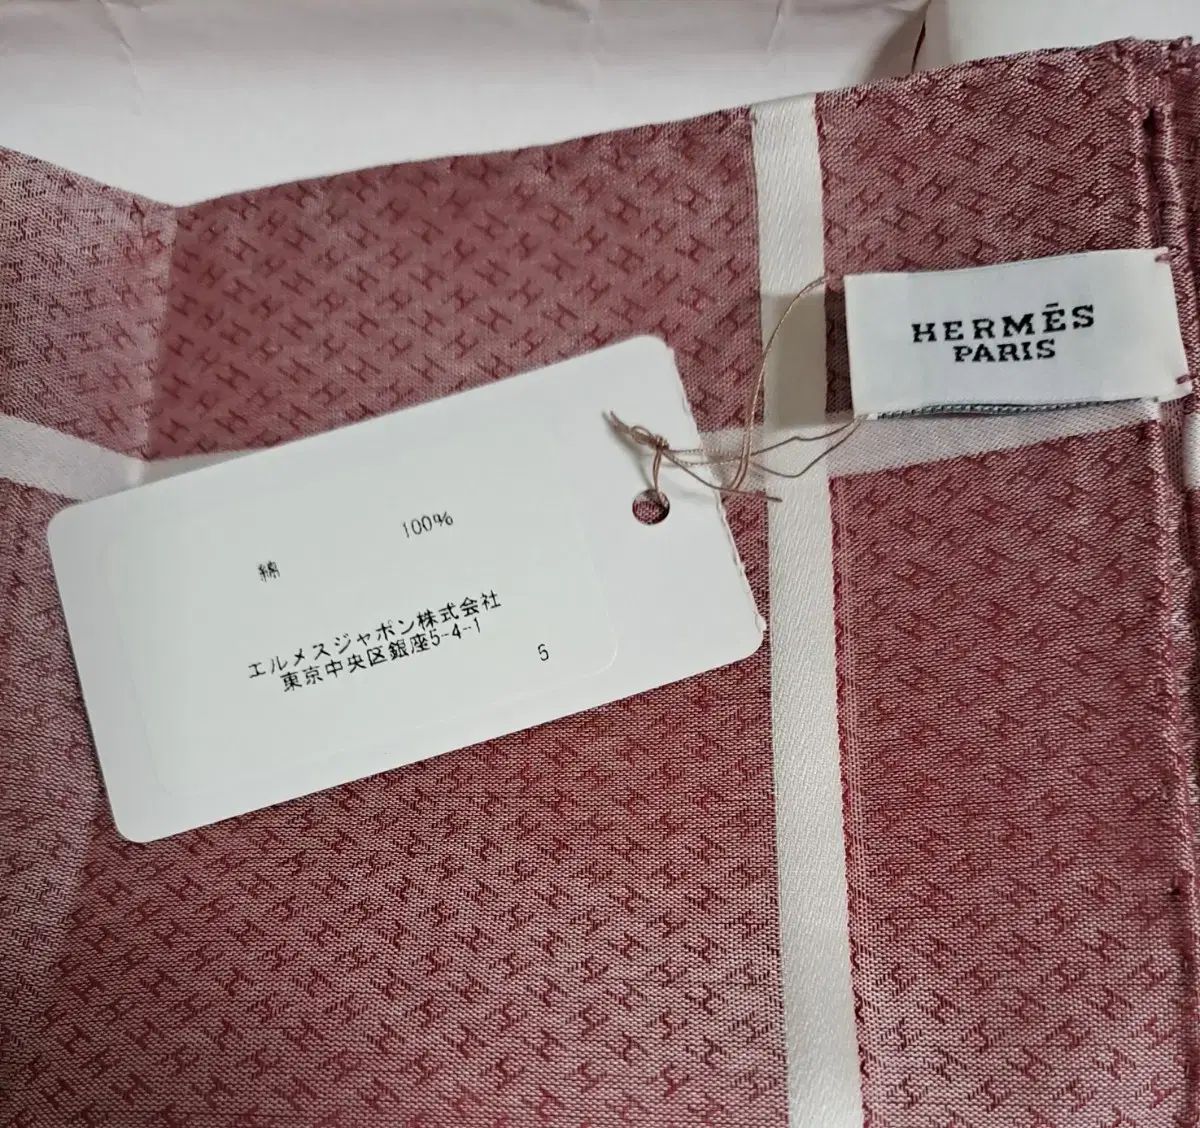 HERMĒS
PARIS
100%
綿
エルメスジャポン株式会社
東京中央区銀座5-4-1
5